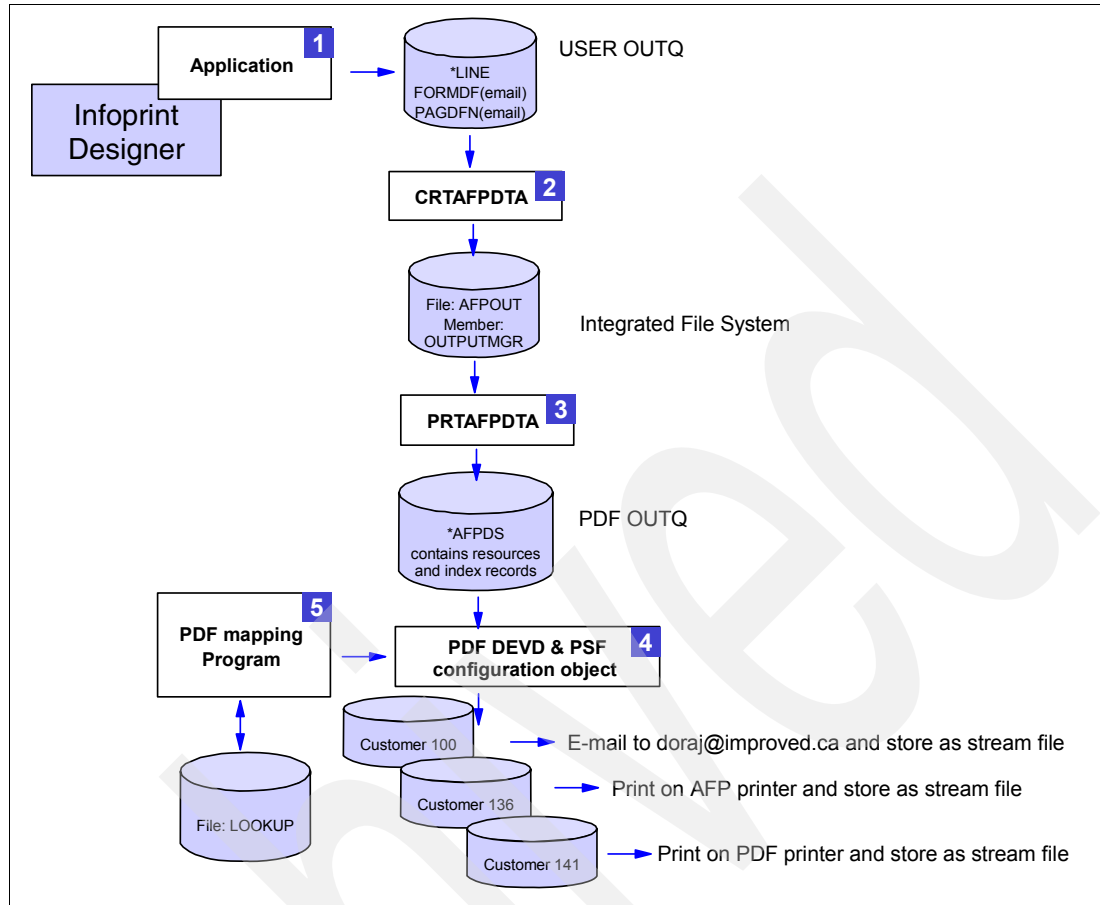 1
Application
Infoprint
Designer
*LINE
FORMDF(email)
PAGDFN(email)
USER OUTQ
CRTAFPDTA
2
File: AFPOUT
Member:
OUTPUTMGR
Integrated File System
PRTAFPDTA
3
*AFPDS
contains resources
and index records
PDF OUTQ
5
PDF mapping
Program
4
PDF DEVD & PSF
configuration object
File: LOOKUP
Customer 100
E-mail to doraj@improved.ca and store as stream file
Customer 136
Print on AFP printer and store as stream file
Customer 141
Print on PDF printer and store as stream file